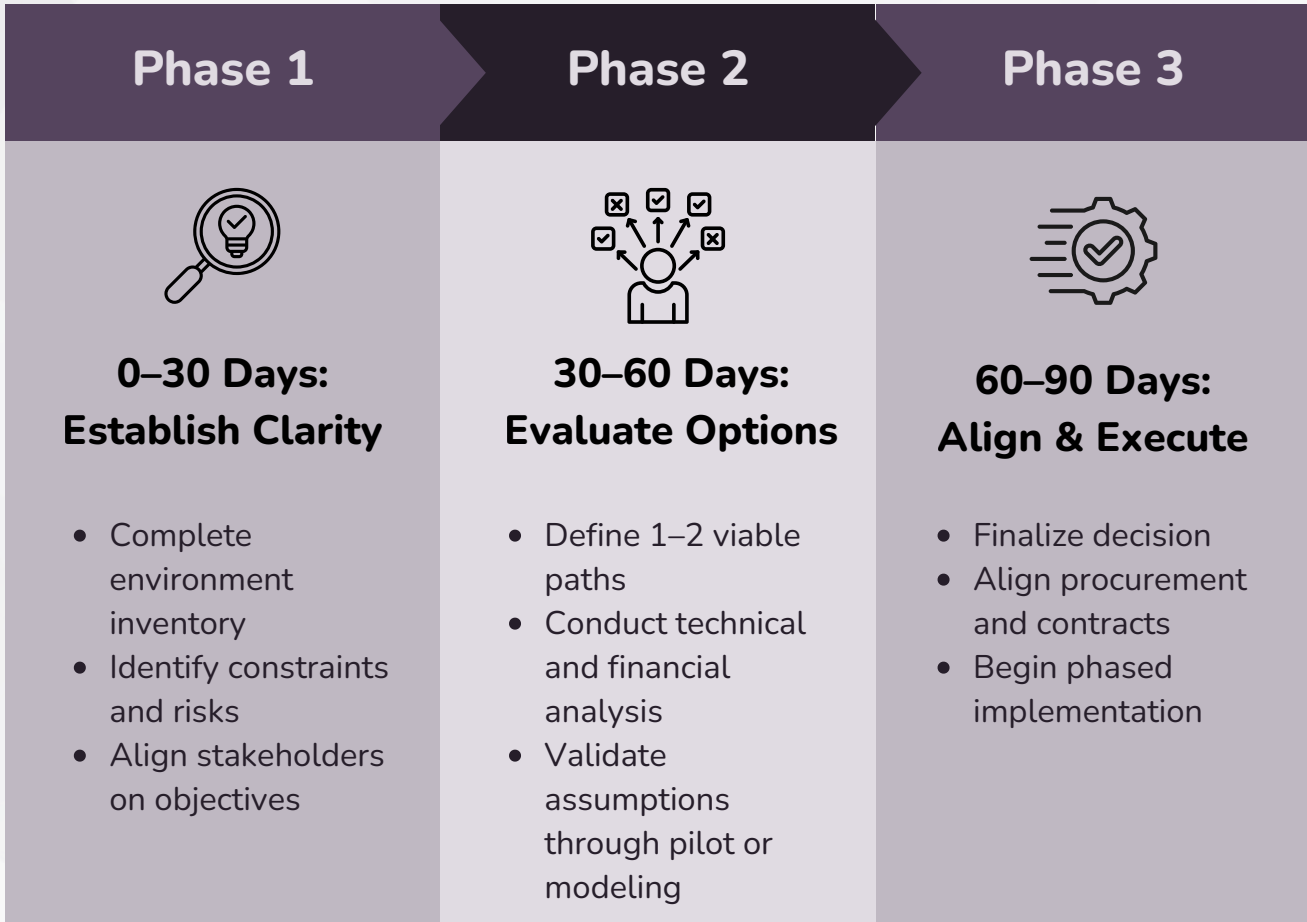 Phase 1
Phase 2
Phase 3
0–30 Days:
Establish Clarity
• Complete
environment
inventory
• Identify constraints
and risks
• Align stakeholders
on objectives
30–60 Days:
Evaluate Options
• Define 1–2 viable
paths
• Conduct technical
and financial
analysis
• Validate
assumptions
through pilot or
modeling
60–90 Days:
Align & Execute
• Finalize decision
• Align procurement
and contracts
• Begin phased
implementation